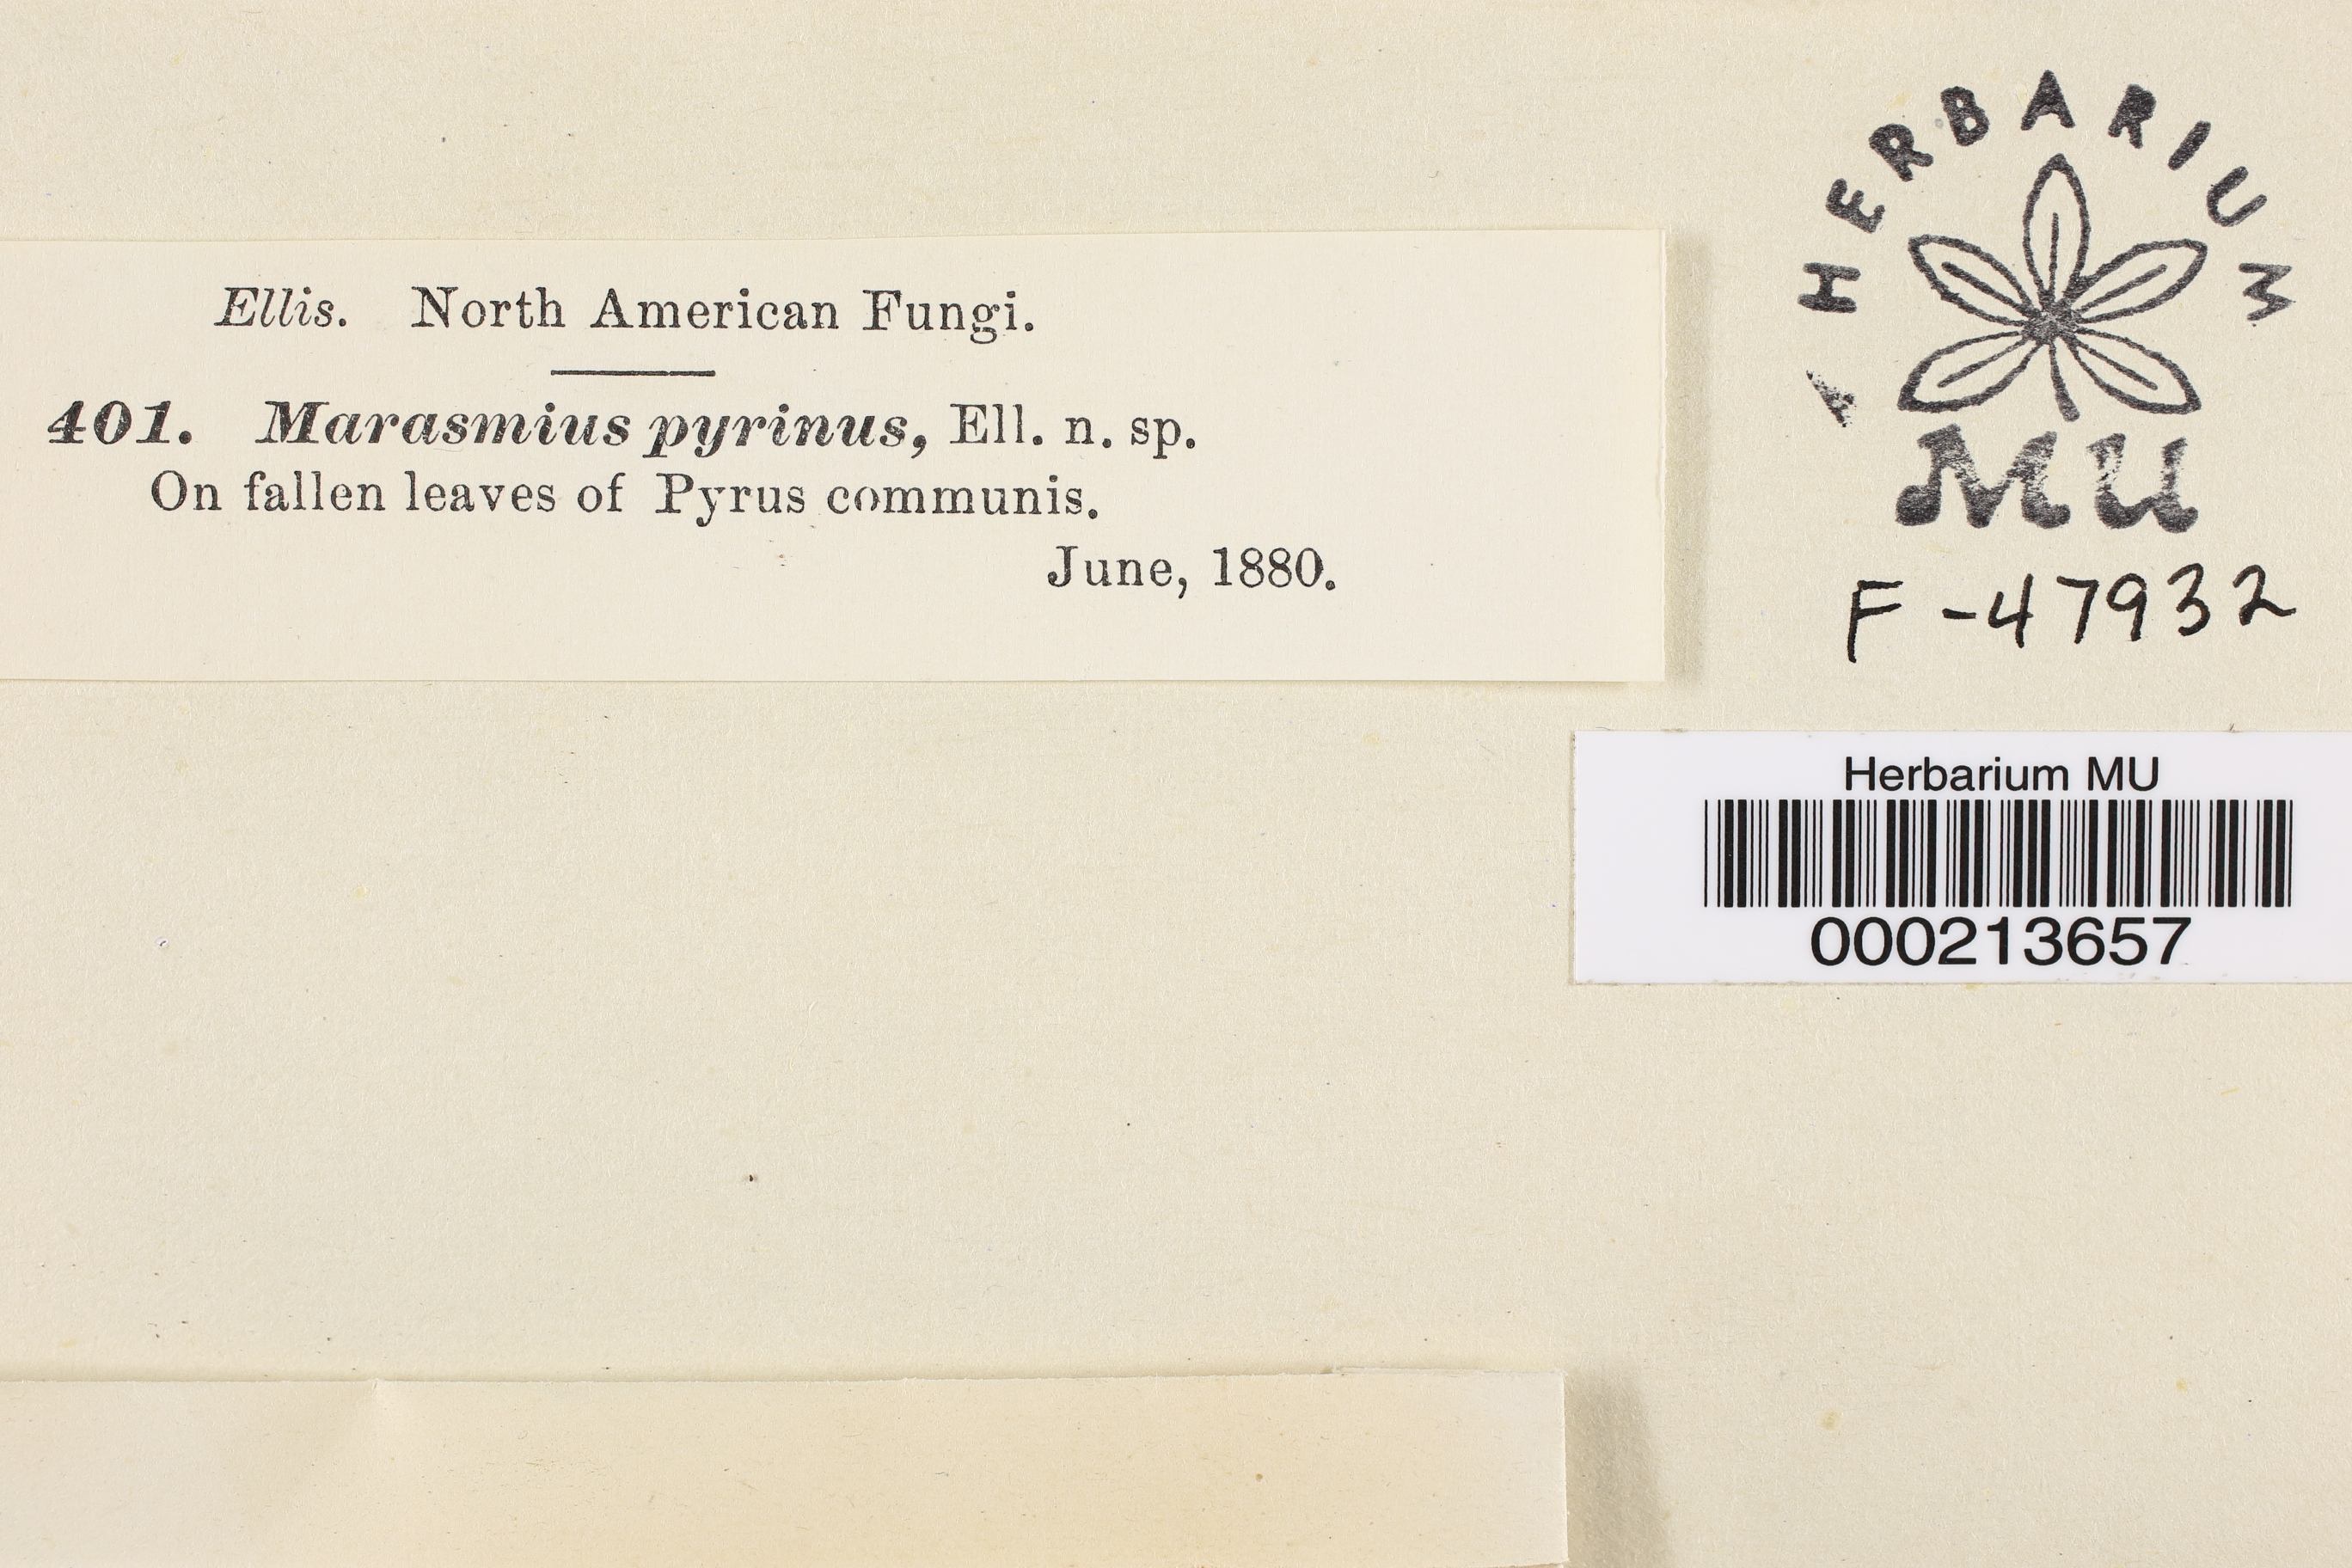 Ellis. North American Fungi.
401. Marasmius pyrinus, Ell. n. sp.
On fallen leaves of Pyrus communis.
June, 1880.
HERBARIUM
MU
F-47932
Herbarium MU
000213657